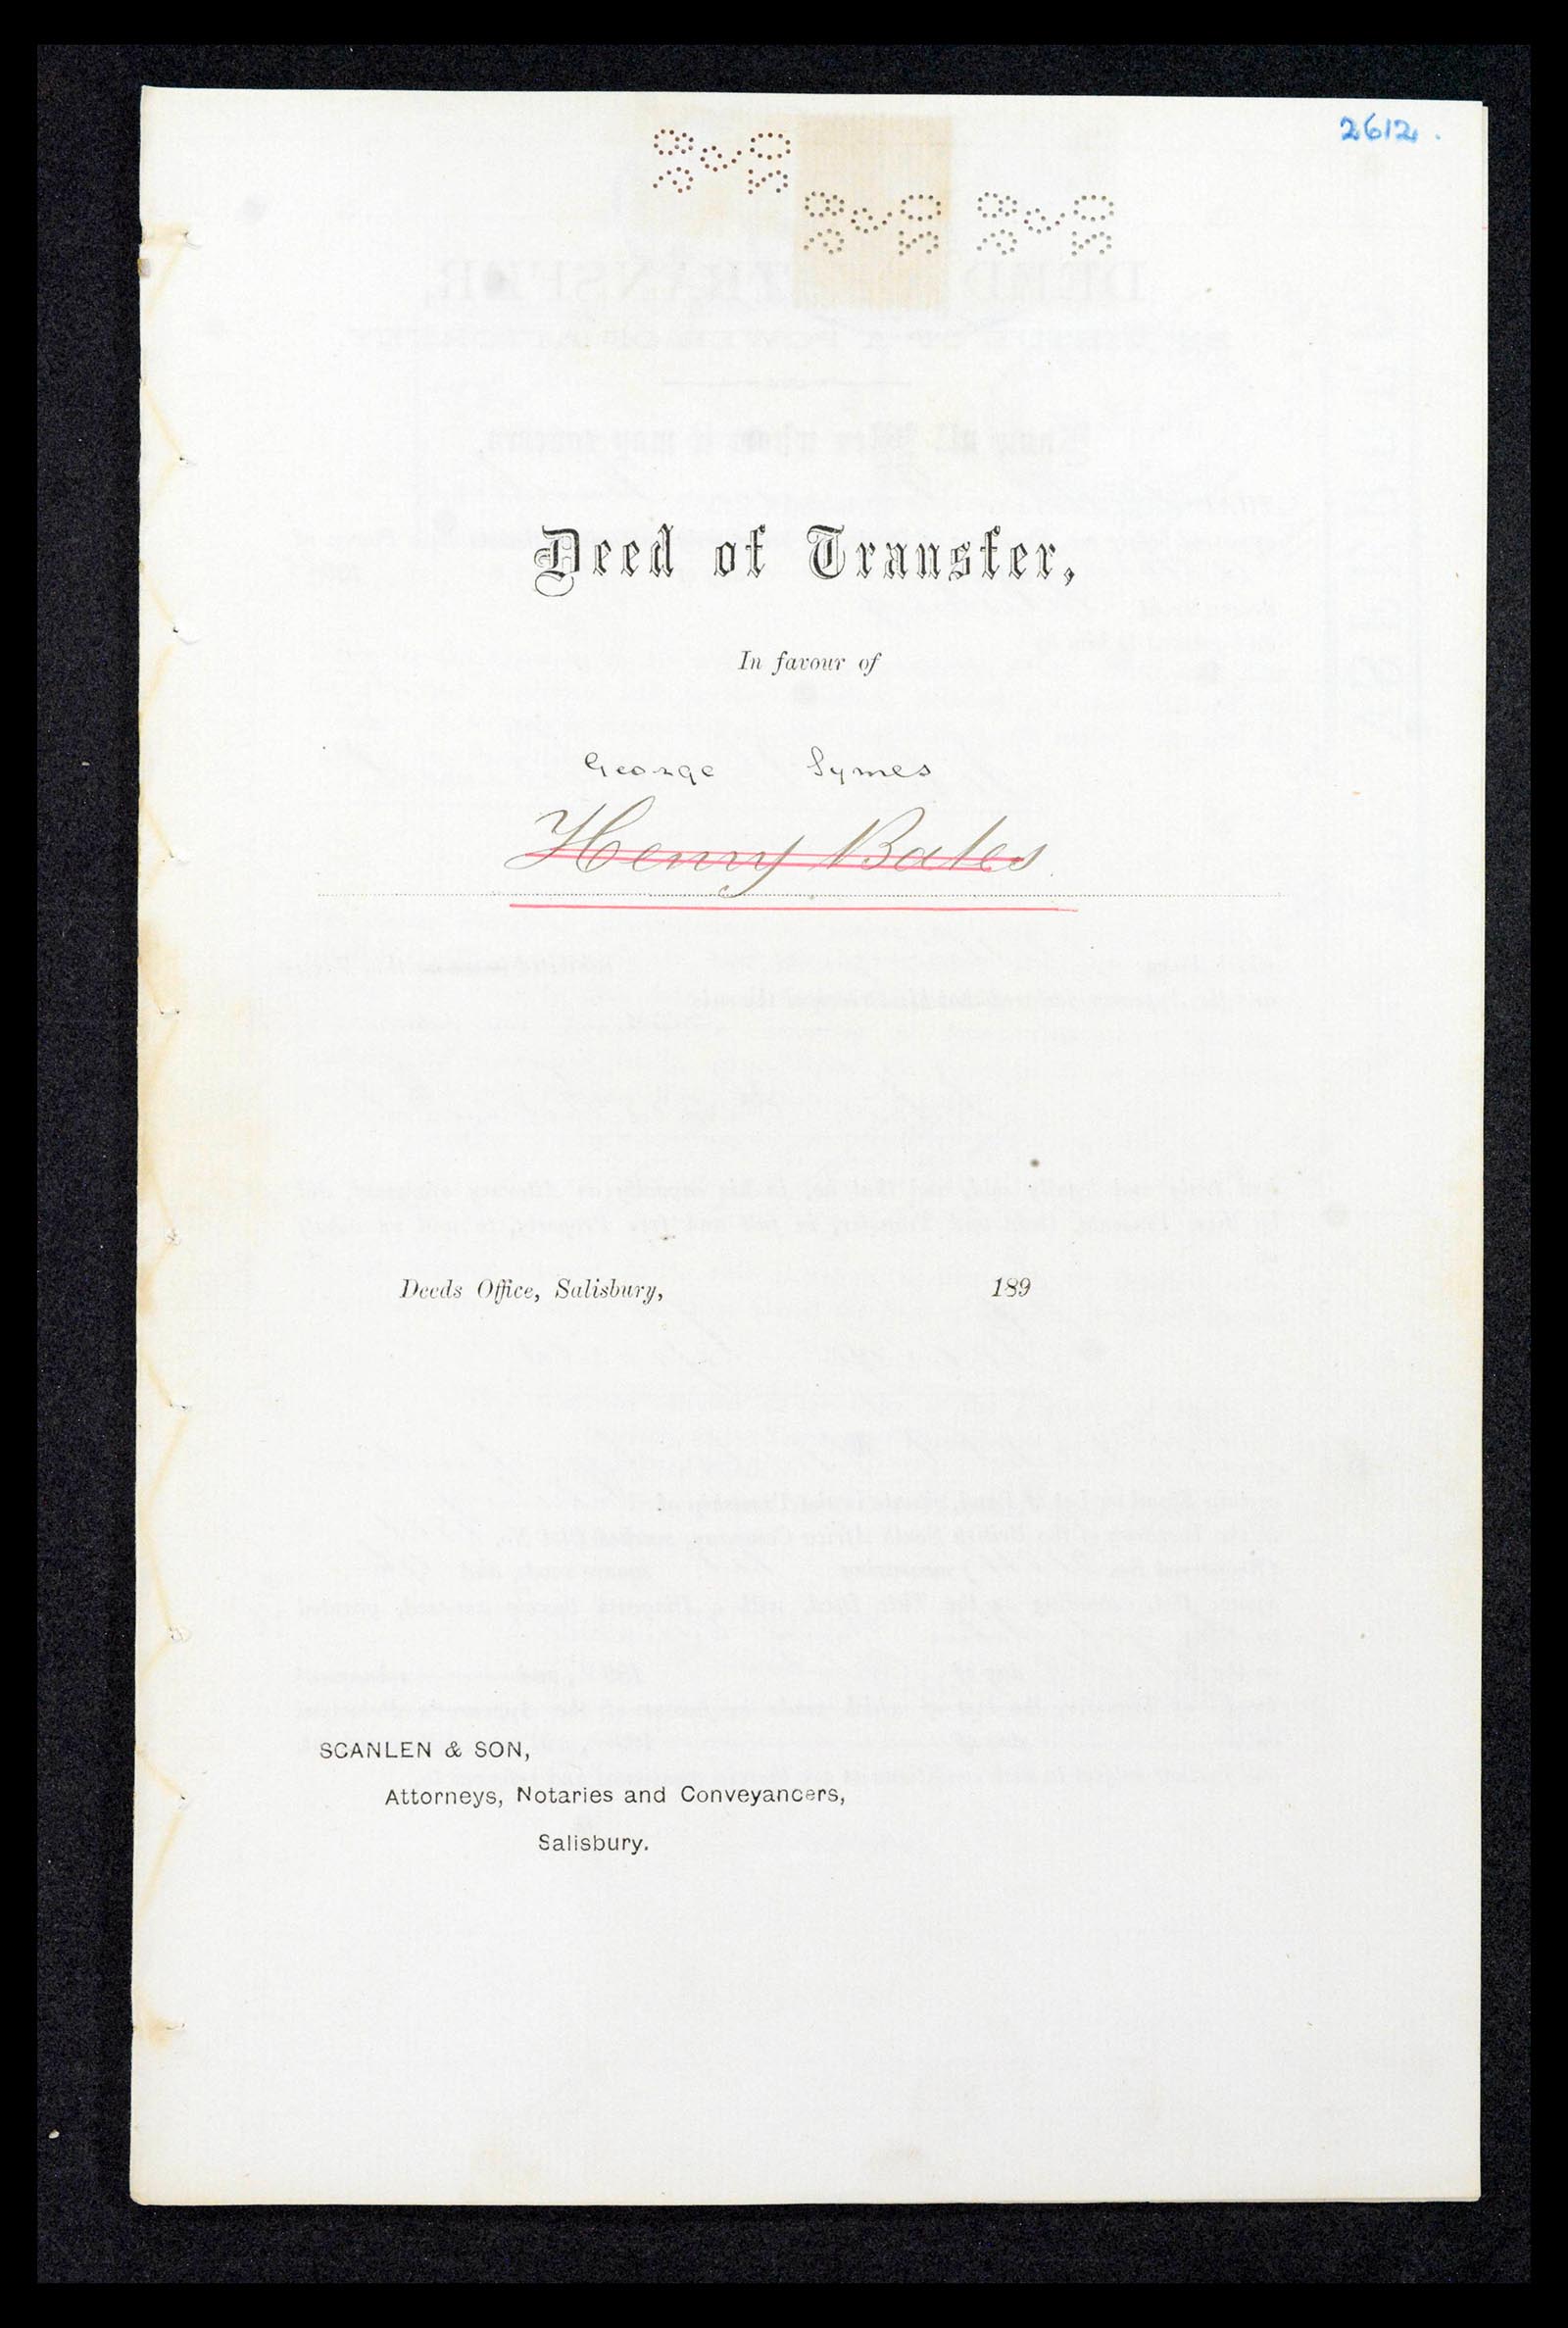 2612.
Deed of Transfer,
In favour of
George Symes
Henry Bates
Deeds Office, Salisbury, 189
SCANLEN & SON,
Attorneys, Notaries and Conveyancers,
Salisbury.